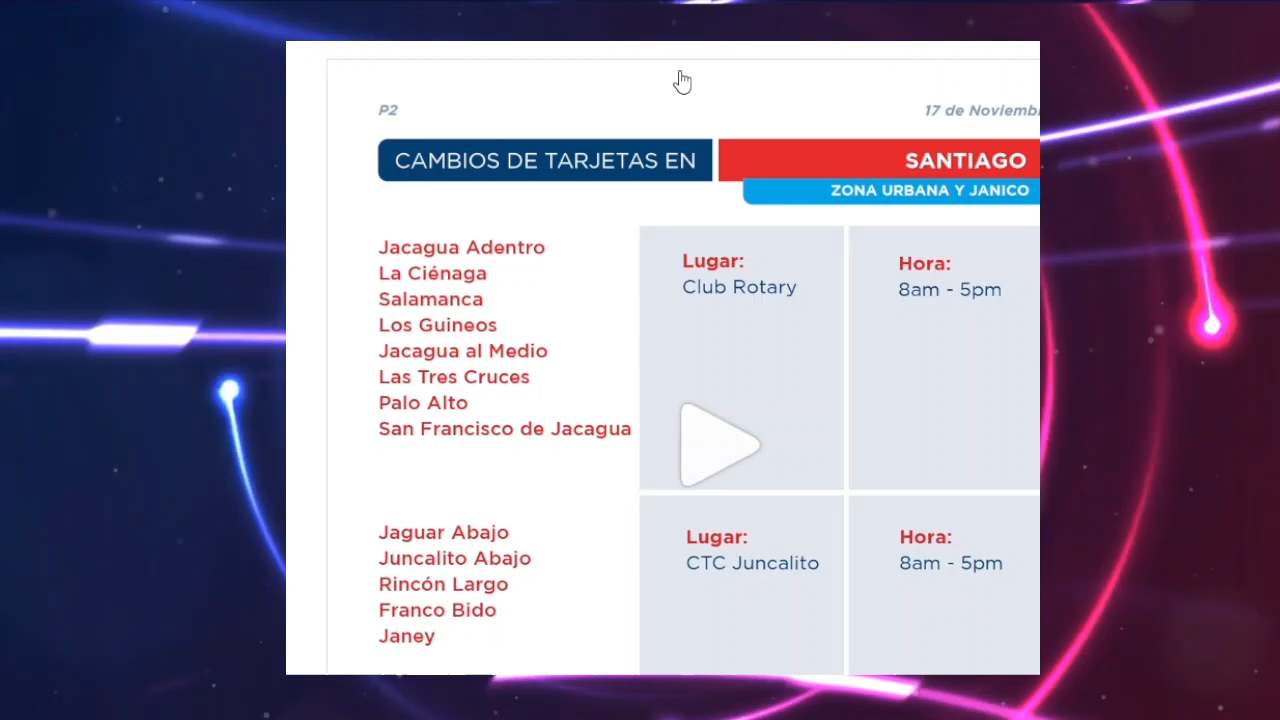 P2
17 de Noviemb
CAMBIOS DE TARJETAS EN
SANTIAGO
ZONA URBANA Y JANICO
Jacagua Adentro
La Ciénaga
Salamanca
Los Guineos
Jacagua al Medio
Las Tres Cruces
Palo Alto
San Francisco de Jacagua
Lugar:
Club Rotary
Hora:
8am - 5pm
Jaguar Abajo
Juncalito Abajo
Rincón Largo
Franco Bido
Janey
Lugar:
CTC Juncalito
Hora:
8am - 5pm